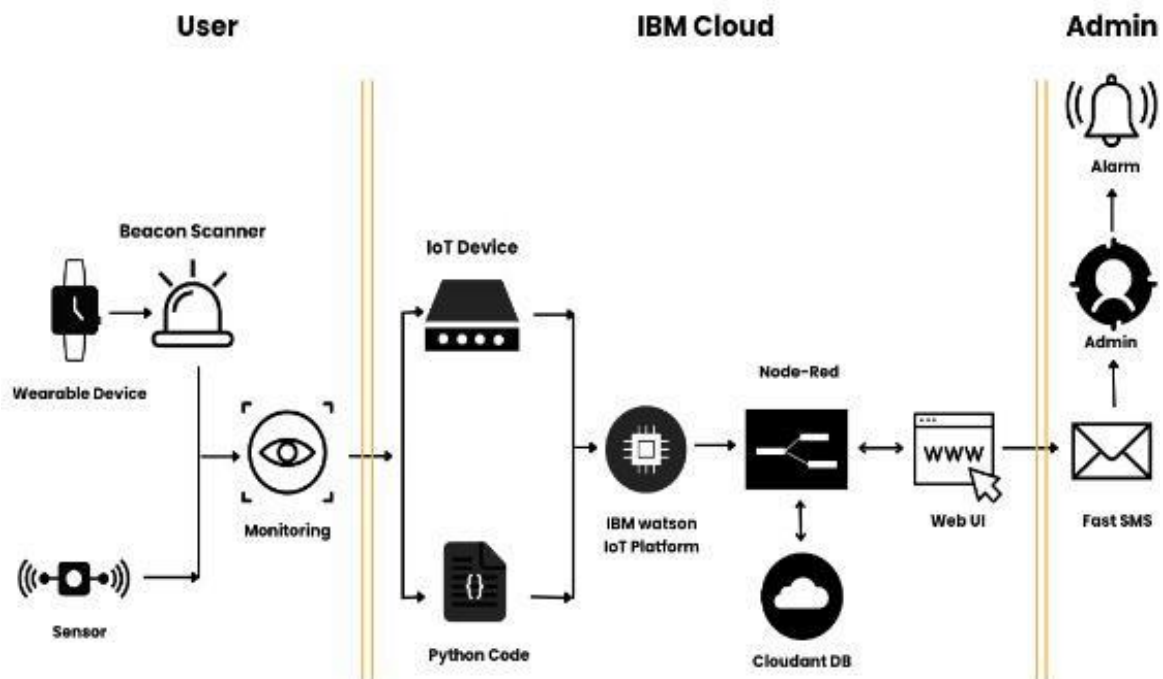 User
IBM Cloud
Admin
Alarm
Beacon Scanner
IoT Device
Admin
Wearable Device
Node-Red
{}
WWW
Monitoring
IBM watson
IoT Platform
Web UI
Fast SMS
Sensor
Python Code
Cloudant DB